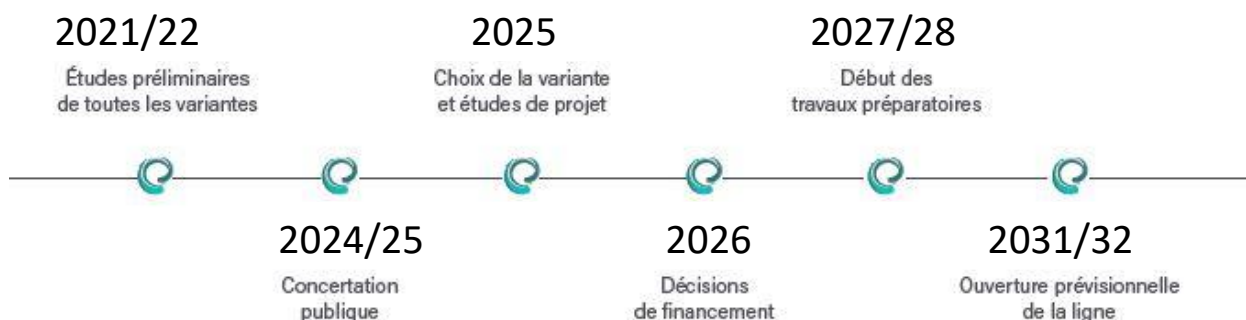 2021/22
Études préliminaires
de toutes les variantes
2025
Choix de la variante
et études de projet
2027/28
Début des
travaux préparatoires
2024/25
Concertation
publique
2026
Décisions
de financement
2031/32
Ouverture prévisionnelle
de la ligne